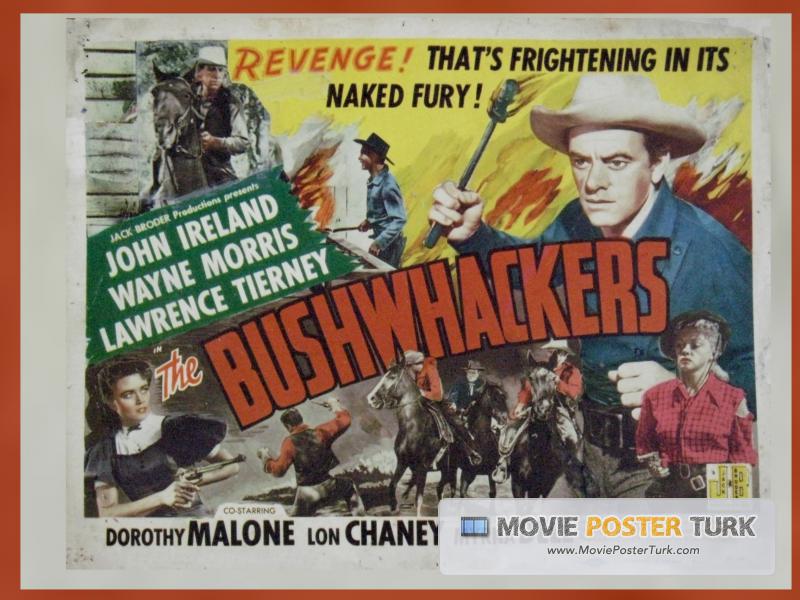 REVENGE! THAT'S FRIGHTENING IN ITS
NAKED FURY!
JACK BRODER Productions presents
JOHN IRELAND
WAYNE MORRIS
LAWRENCE TIERNEY
IN
The BUSHWHACKERS
CO-STARRING
DOROTHY MALONE LON CHANEY
MOVIE POSTER TURK
www.MoviePosterTurk.com